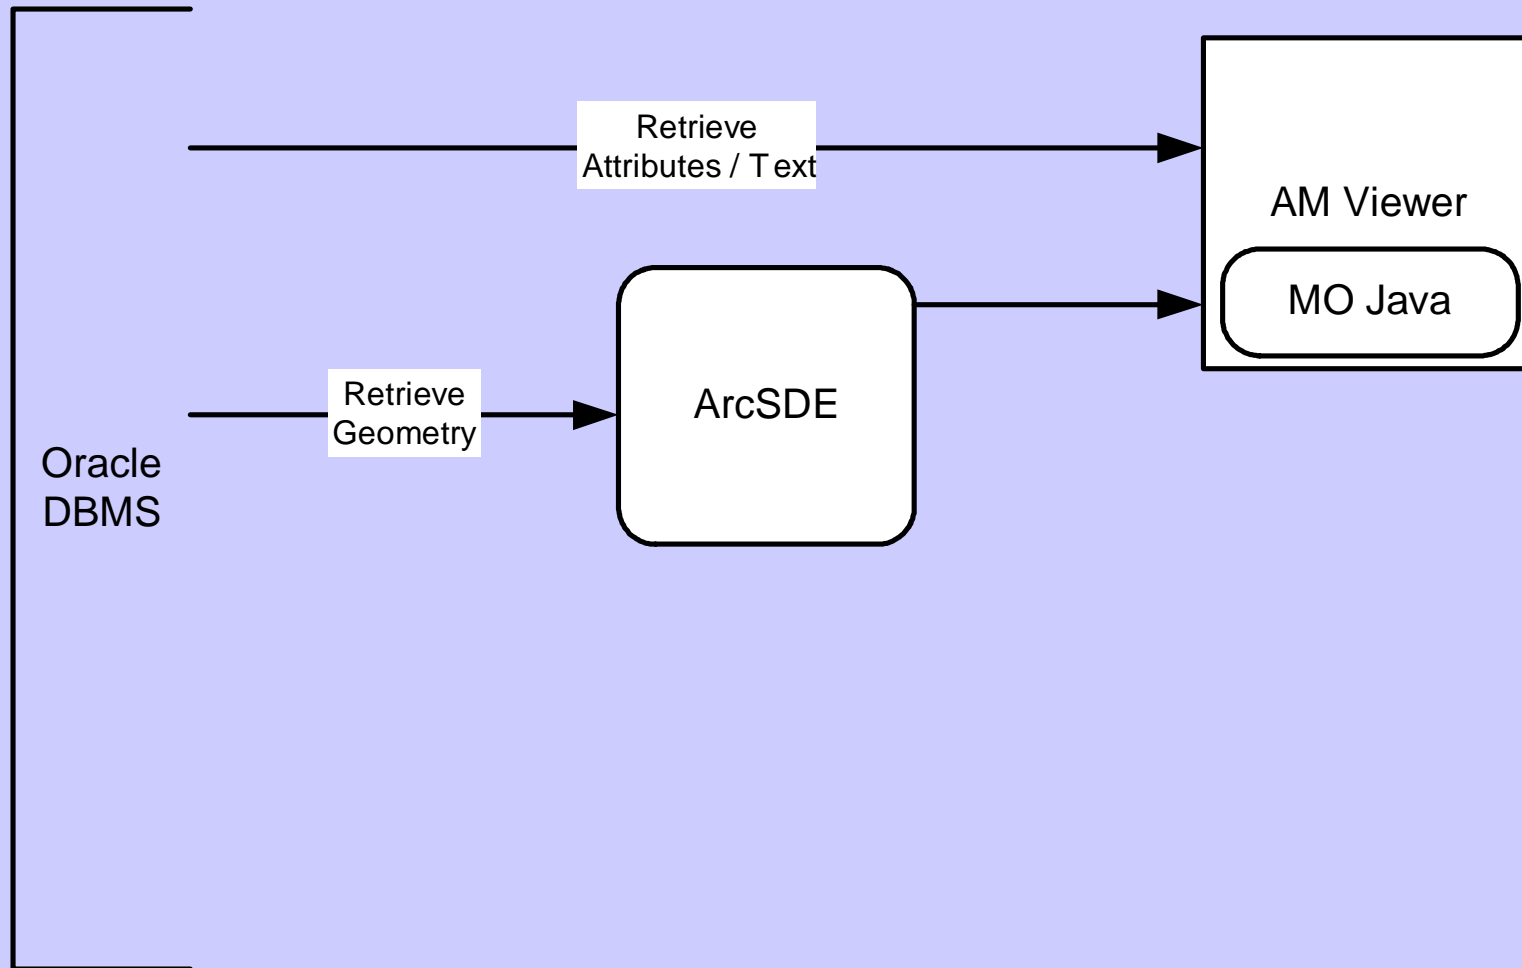 Retrieve
Attributes / Text
AM Viewer
MO Java
Retrieve
Geometry
ArcSDE
Oracle
DBMS